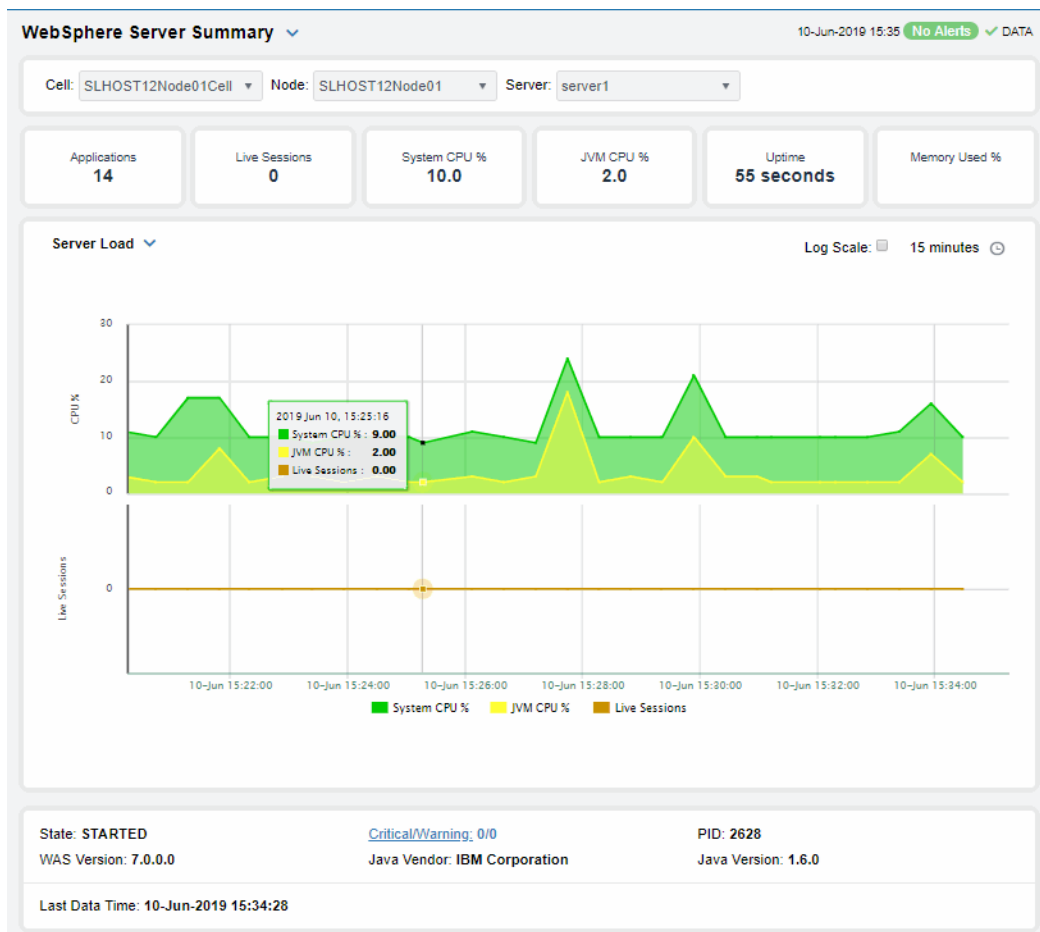 WebSphere Server Summary
10-Jun-2019 15:35 No Alerts DATA
Cell: SLHOST12Node01Cell Node: SLHOST12Node01 Server: server1
Applications
14
Live Sessions
0
System CPU %
10.0
JVM CPU %
2.0
Uptime
55 seconds
Memory Used %
Server Load
Log Scale: 15 minutes
CPU %
30
20
10
0
2019 Jun 10, 15:25:16
System CPU % : 9.00
JVM CPU % : 2.00
Live Sessions : 0.00
Live Sessions
0
10-Jun 15:22:00 10-Jun 15:24:00 10-Jun 15:26:00 10-Jun 15:28:00 10-Jun 15:30:00 10-Jun 15:32:00 10-Jun 15:34:00
System CPU % JVM CPU % Live Sessions
State: STARTED Critical/Warning: 0/0 PID: 2628
WAS Version: 7.0.0.0 Java Vendor: IBM Corporation Java Version: 1.6.0
Last Data Time: 10-Jun-2019 15:34:28